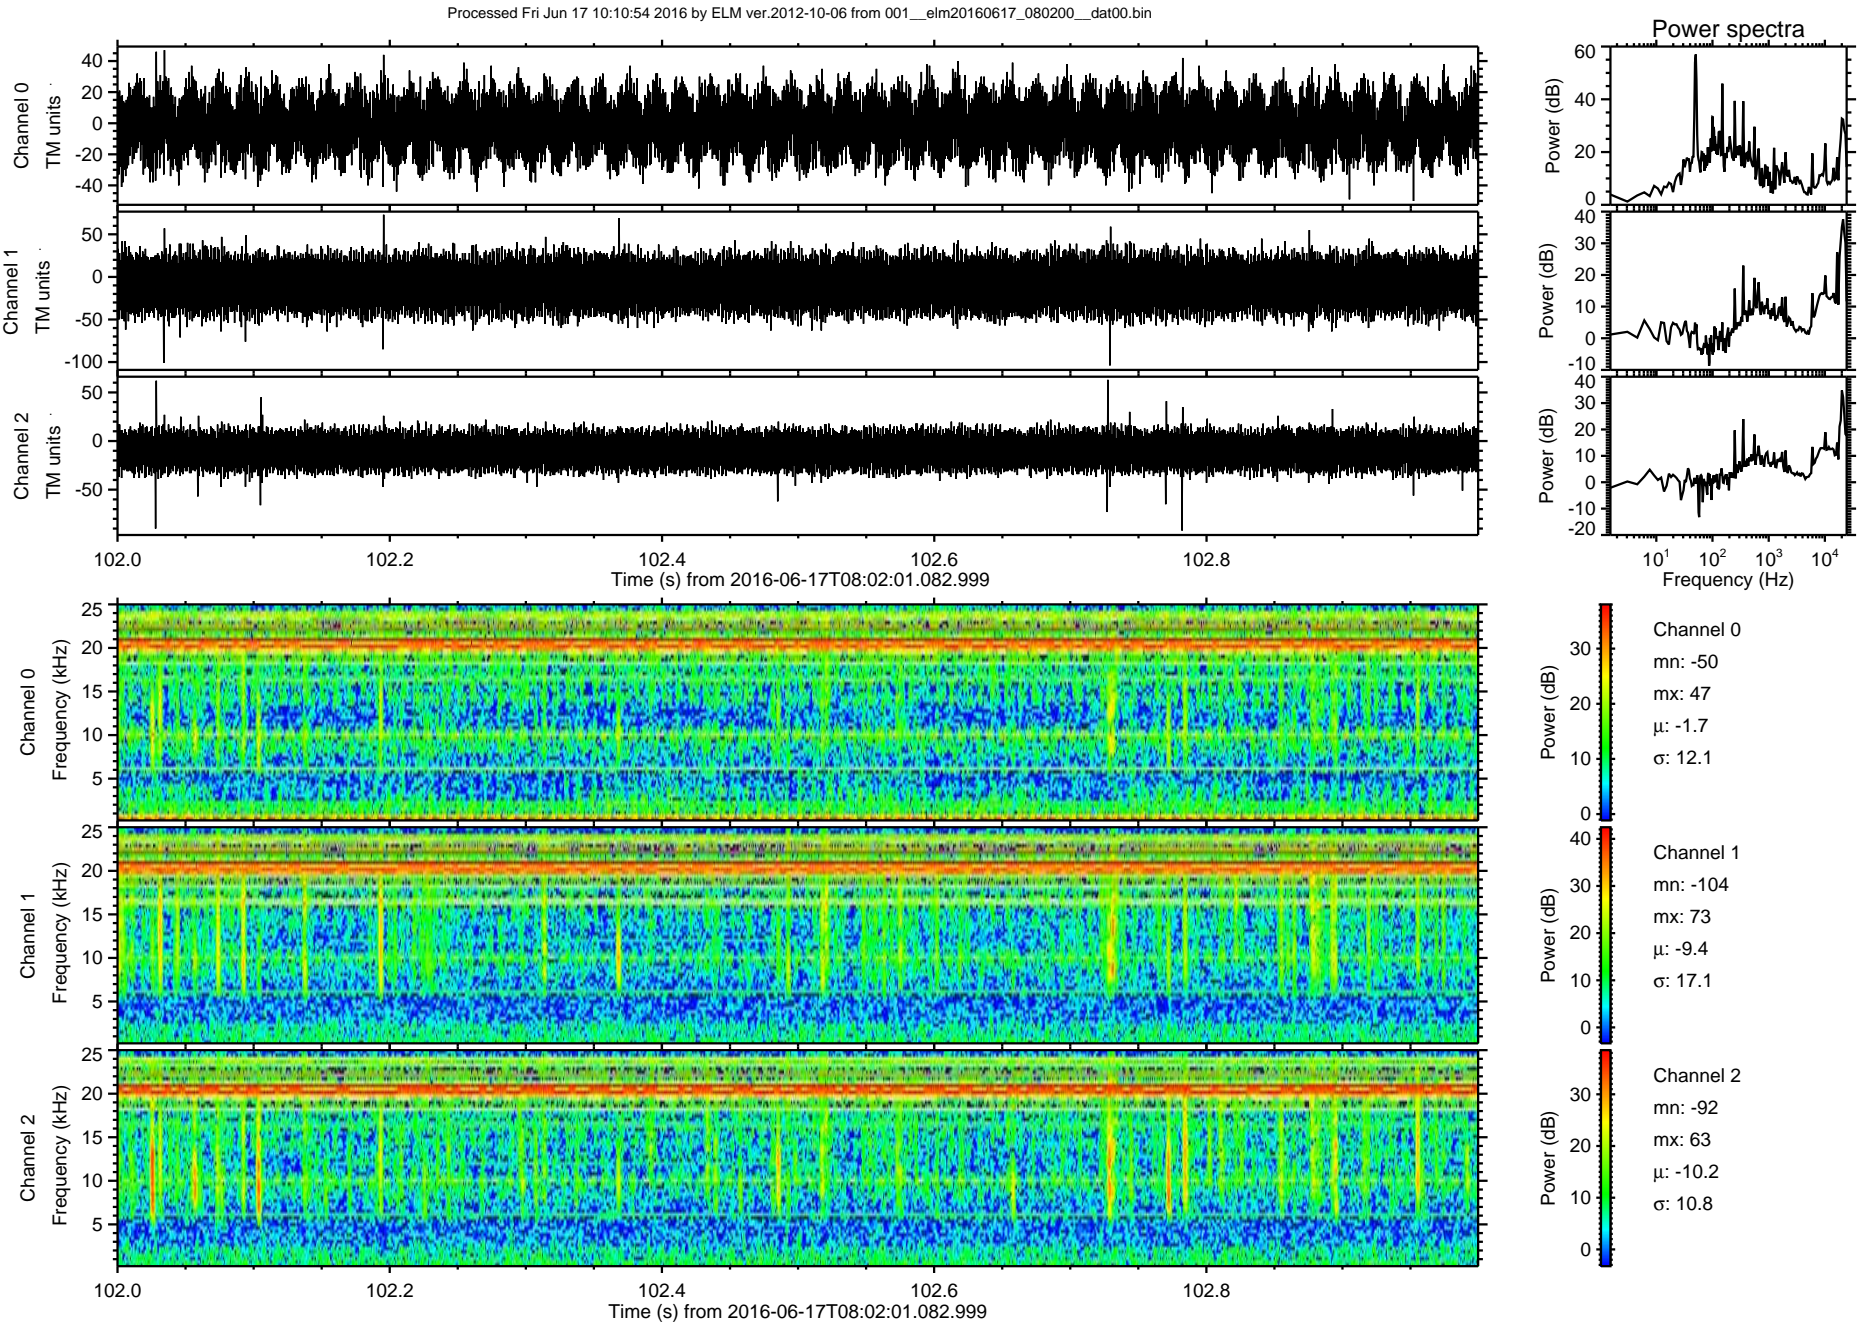 Processed Fri Jun 17 10:10:54 2016 by ELM ver.2012-10-06 from 001__elm20160617_080200__dat00.bin
Power spectra
Channel 0
TM units
40
20
0
-20
-40
Power (dB)
60
40
20
0
Channel 1
TM units
50
0
-50
-100
Power (dB)
40
30
20
10
0
-10
Channel 2
TM units
50
0
-50
Power (dB)
40
30
20
10
0
-10
-20
102.0 102.2 102.4 102.6 102.8
Time (s) from 2016-06-17T08:02:01.082.999
10¹ 10² 10³ 10⁴
Frequency (Hz)
Channel 0
Frequency (kHz)
25
20
15
10
5
Power (dB)
30
20
10
0
Channel 0
mn: -50
mx: 47
μ: -1.7
σ: 12.1
Channel 1
Frequency (kHz)
25
20
15
10
5
Power (dB)
40
30
20
10
0
Channel 1
mn: -104
mx: 73
μ: -9.4
σ: 17.1
Channel 2
Frequency (kHz)
25
20
15
10
5
Power (dB)
30
20
10
0
Channel 2
mn: -92
mx: 63
μ: -10.2
σ: 10.8
102.0 102.2 102.4 102.6 102.8
Time (s) from 2016-06-17T08:02:01.082.999